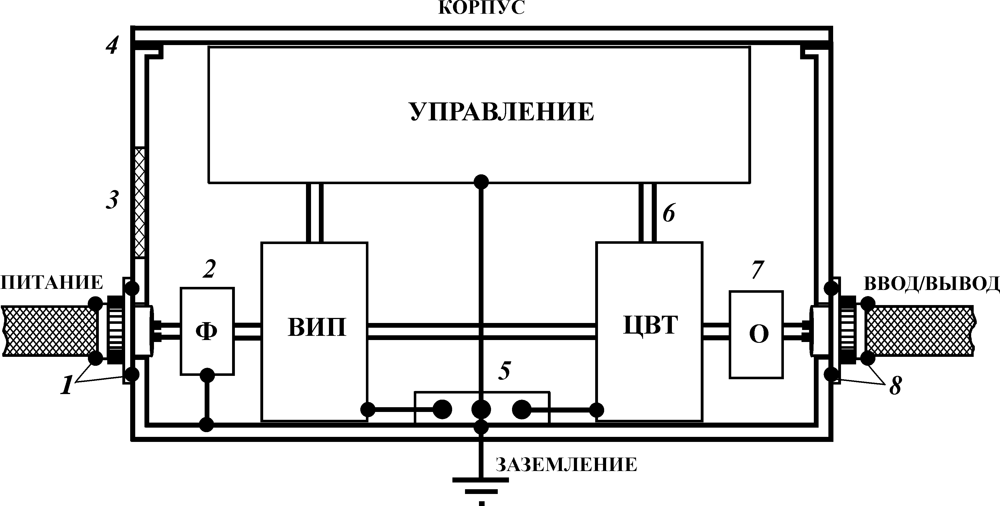 КОРПУС
4
УПРАВЛЕНИЕ
3
6
2
7
ПИТАНИЕ
ВВОД/ВЫВОД
Ф
ВИП
ЦВТ
О
5
1
8
ЗАЗЕМЛЕНИЕ